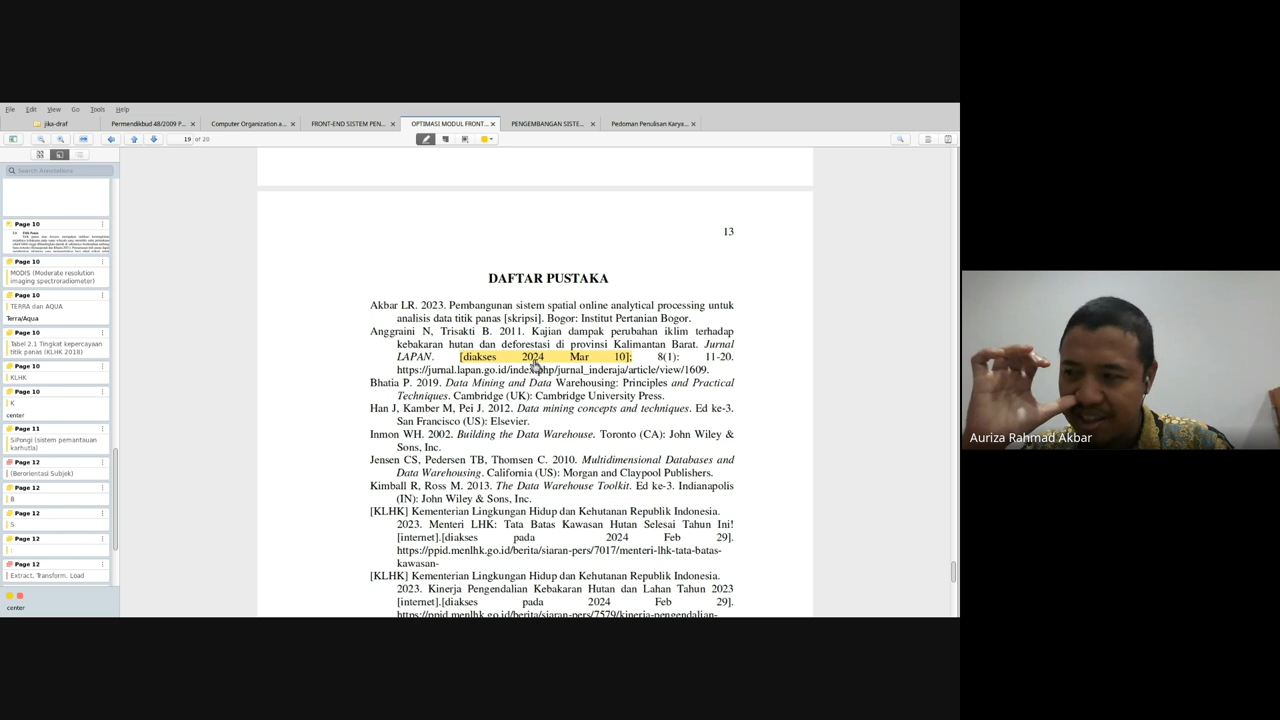 File Edit View Go Tools Help
jika-draf Permendikbud 48/2009 P... Computer Organization a... FRONT-END SISTEM PEN... OPTIMASI MODUL FRONT... PENGEMBANGAN SISTE... Pedoman Penulisan Karya...
19 of 20
Search Annotations
Page 10
Page 10
MODIS (Moderate resolution
imaging spectroradiometer)
Page 10
TERRA dan AQUA
Terra/Aqua
Page 10
Tabel 2.1 Tingkat kepercayaan
titik panas (KLHK 2018)
Page 10
KLHK
Page 10
K
center
Page 11
SiPongi (sistem pemantauan
karhutla)
Page 12
(Berorientasi Subjek)
Page 12
B
Page 12
S
Page 12
:
Page 12
Extract, Transform, Load
center
13
DAFTAR PUSTAKA
Akbar LR. 2023. Pembangunan sistem spatial online analytical processing untuk
analisis data titik panas [skripsi]. Bogor: Institut Pertanian Bogor.
Anggraini N, Trisakti B. 2011. Kajian dampak perubahan iklim terhadap
kebakaran hutan dan deforestasi di provinsi Kalimantan Barat. Jurnal
LAPAN. [diakses 2024 Mar 10]; 8(1): 11-20.
https://jurnal.lapan.go.id/index.php/jurnal_inderaja/article/view/1609.
Bhatia P. 2019. Data Mining and Data Warehousing: Principles and Practical
Techniques. Cambridge (UK): Cambridge University Press.
Han J, Kamber M, Pei J. 2012. Data mining concepts and techniques. Ed ke-3.
San Francisco (US): Elsevier.
Inmon WH. 2002. Building the Data Warehouse. Toronto (CA): John Wiley &
Sons, Inc.
Jensen CS, Pedersen TB, Thomsen C. 2010. Multidimensional Databases and
Data Warehousing. California (US): Morgan and Claypool Publishers.
Kimball R, Ross M. 2013. The Data Warehouse Toolkit. Ed ke-3. Indianapolis
(IN): John Wiley & Sons, Inc.
[KLHK] Kementerian Lingkungan Hidup dan Kehutanan Republik Indonesia.
2023. Menteri LHK: Tata Batas Kawasan Hutan Selesai Tahun Ini!
[internet].[diakses pada 2024 Feb 29].
https://ppid.menlhk.go.id/berita/siaran-pers/7017/menteri-lhk-tata-batas-
kawasan-
[KLHK] Kementerian Lingkungan Hidup dan Kehutanan Republik Indonesia.
2023. Kinerja Pengendalian Kebakaran Hutan dan Lahan Tahun 2023
[internet].[diakses pada 2024 Feb 29].
https://ppid.menlhk.go.id/berita/siaran-pers/7579/kinerja-pengendalian-
Auriza Rahmad Akbar